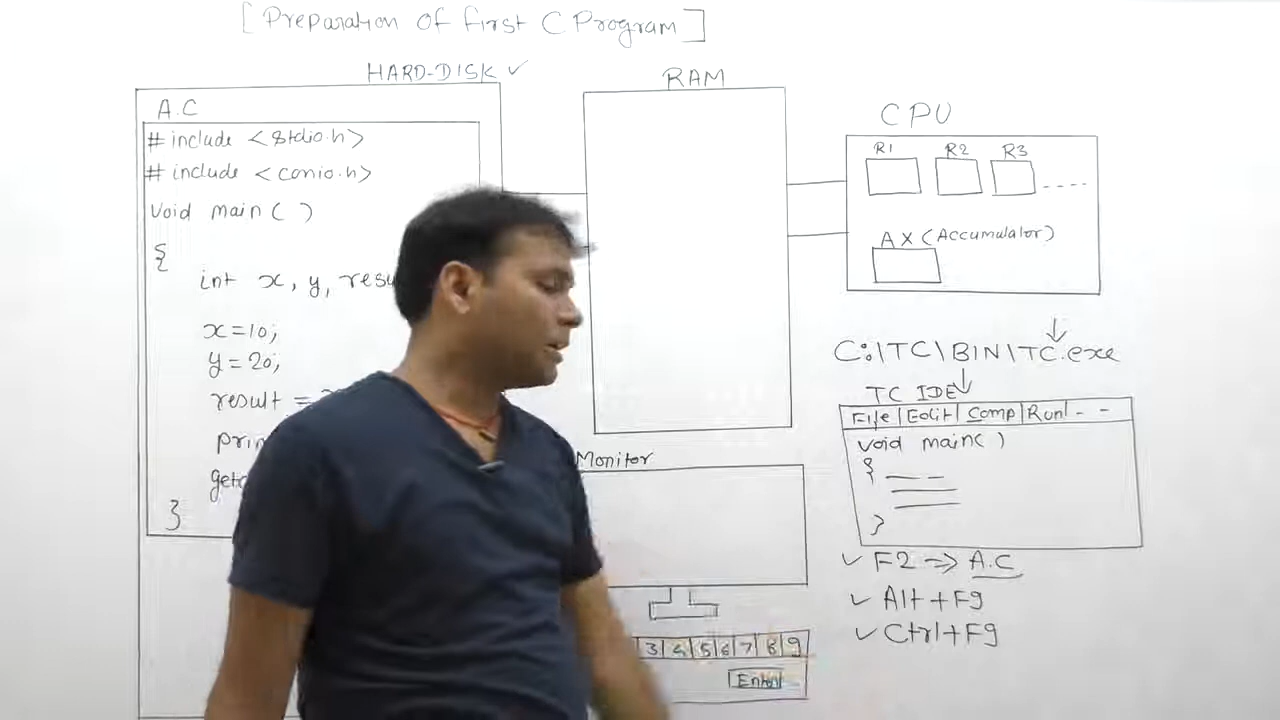 [Preparation of first C Program]
HARD-DISK ✓
A.C
# include <stdio.h>
# include <conio.h>
void main ( )
{
int x, y, resu
x=10;
y=20;
result =
prin
getc
}
RAM
CPU
R1 R2 R3 ----
AX (Accumulator)
C:\TC\BIN\TC.exe
TC IDE
File | Edit | Comp | Run | - -
void main( )
{
}
✓ F2 => A.C
✓ Alt + F9
✓ Ctrl + F9
Monitor
3 | 4 | 5 | 6 | 7 | 8 | 9
Enter